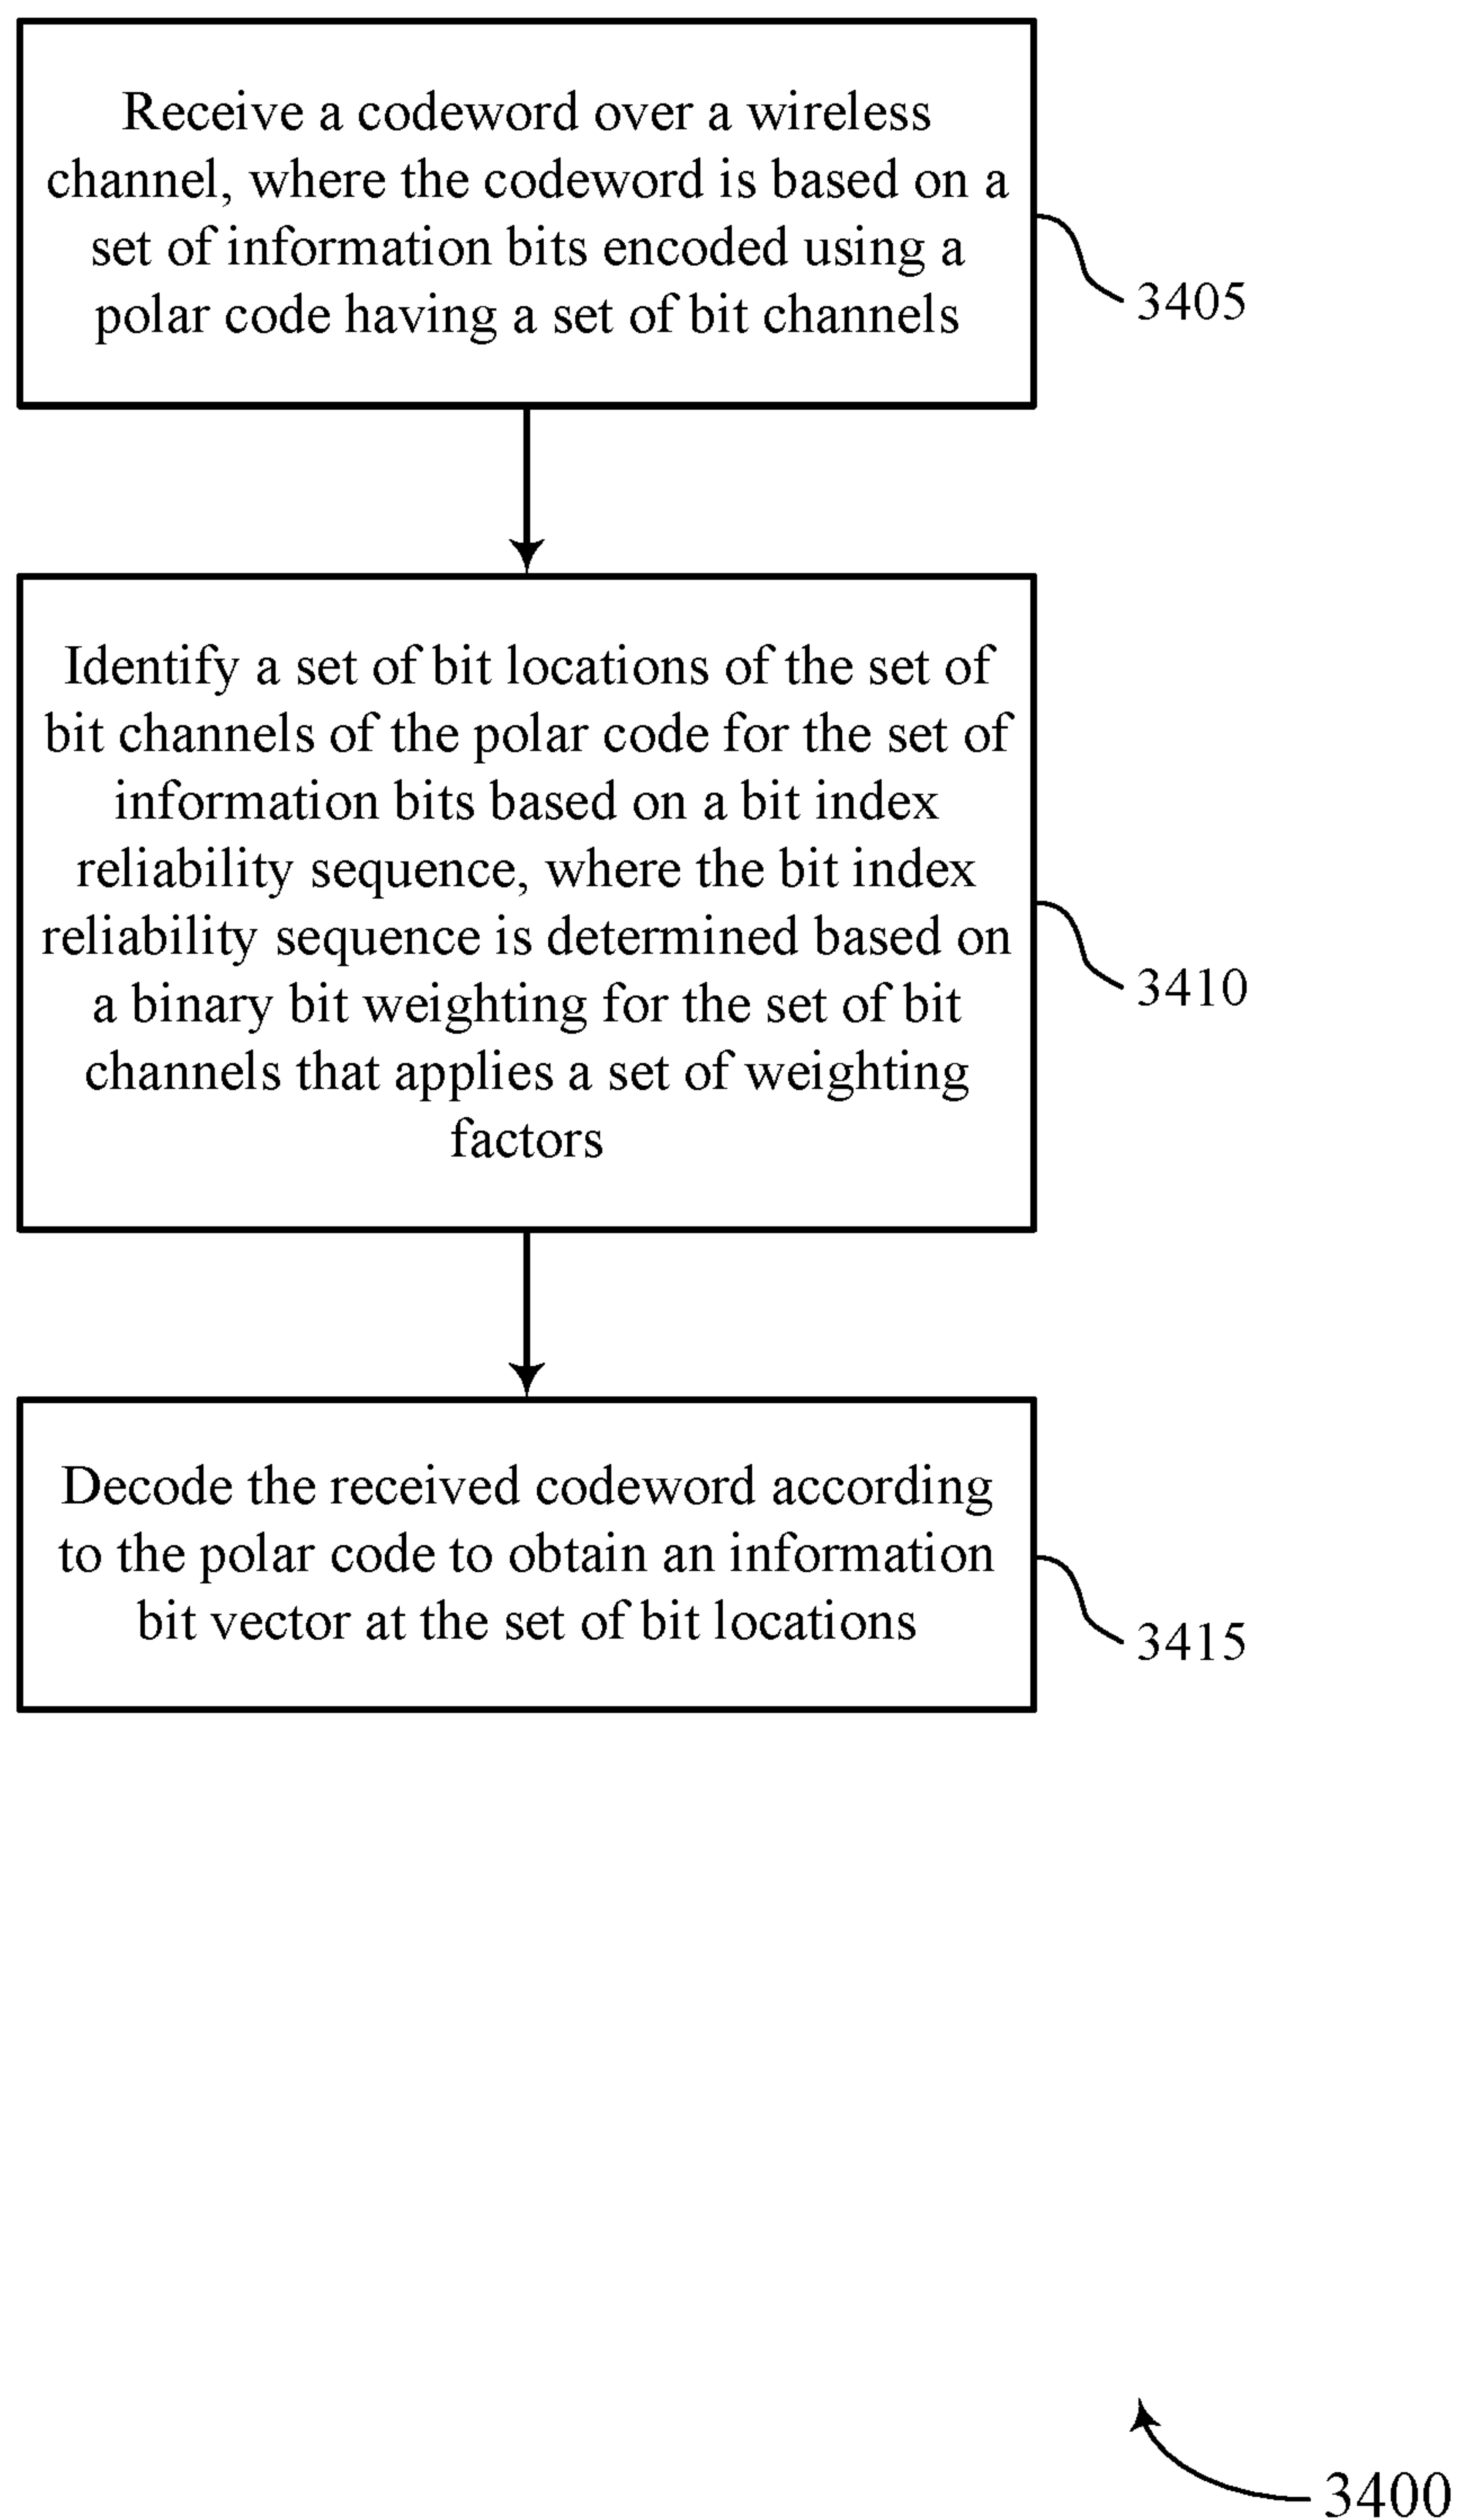 Receive a codeword over a wireless
channel, where the codeword is based on a
set of information bits encoded using a
polar code having a set of bit channels
3405
Identify a set of bit locations of the set of
bit channels of the polar code for the set of
information bits based on a bit index
reliability sequence, where the bit index
reliability sequence is determined based on
a binary bit weighting for the set of bit
channels that applies a set of weighting
factors
3410
Decode the received codeword according
to the polar code to obtain an information
bit vector at the set of bit locations
3415
3400